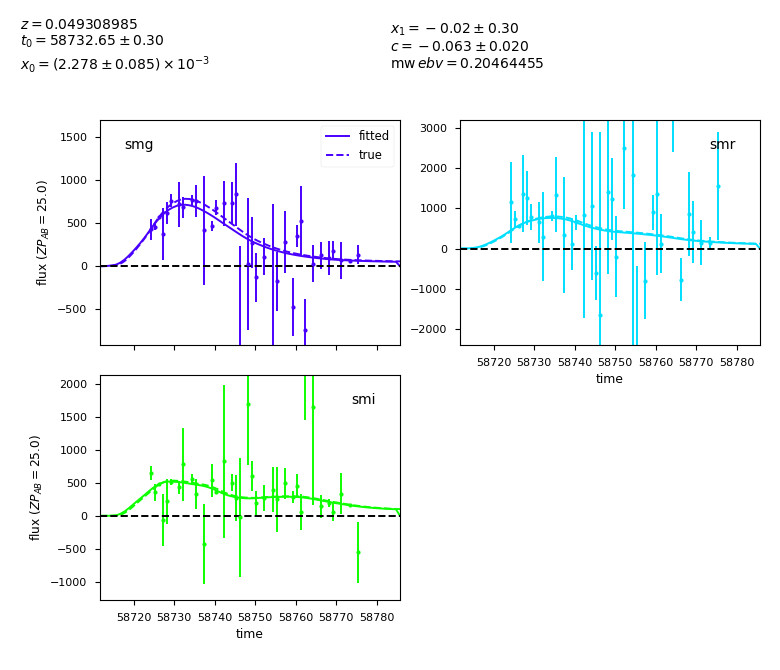 z = 0.049308985
t₀ = 58732.65 ± 0.30
x₀ = (2.278 ± 0.085) × 10⁻³
x₁ = −0.02 ± 0.30
c = −0.063 ± 0.020
mw ebv = 0.20464455
smg
fitted
true
1500
1000
500
0
−500
flux (ZP_AB = 25.0)
smr
3000
2000
1000
0
−1000
−2000
58720 58730 58740 58750 58760 58770 58780
time
smi
2000
1500
1000
500
0
−500
−1000
flux (ZP_AB = 25.0)
58720 58730 58740 58750 58760 58770 58780
time